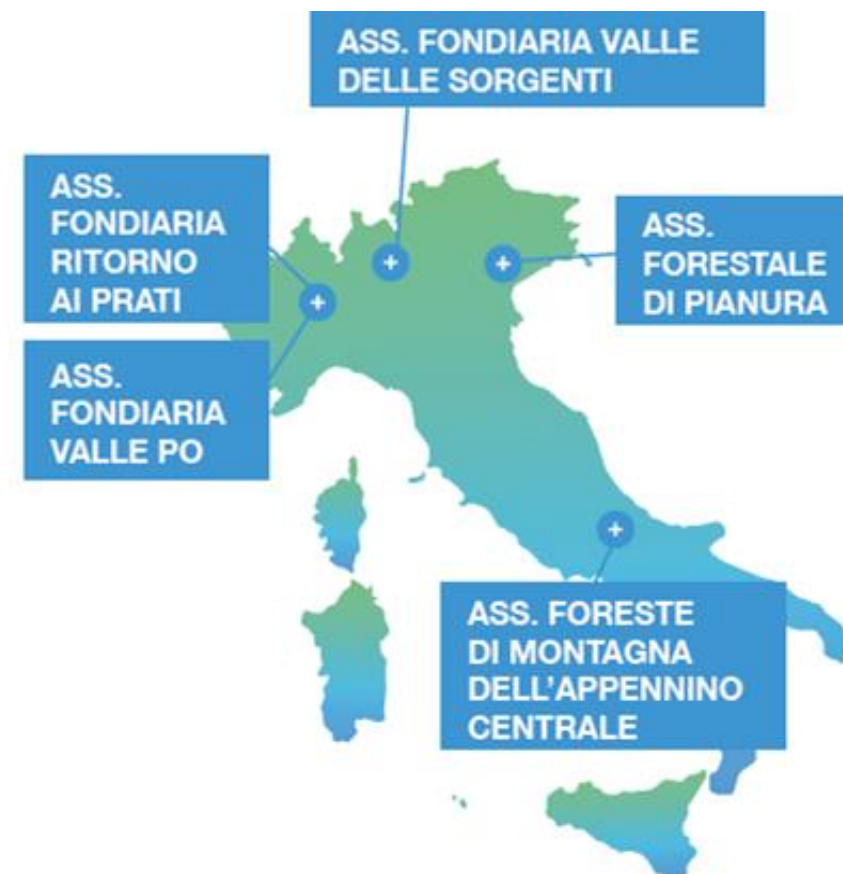 ASS. FONDIARIA VALLE
DELLE SORGENTI
ASS.
FONDIARIA
RITORNO
AI PRATI
ASS.
FORESTALE
DI PIANURA
ASS.
FONDIARIA
VALLE PO
ASS. FORESTE
DI MONTAGNA
DELL'APPENNINO
CENTRALE